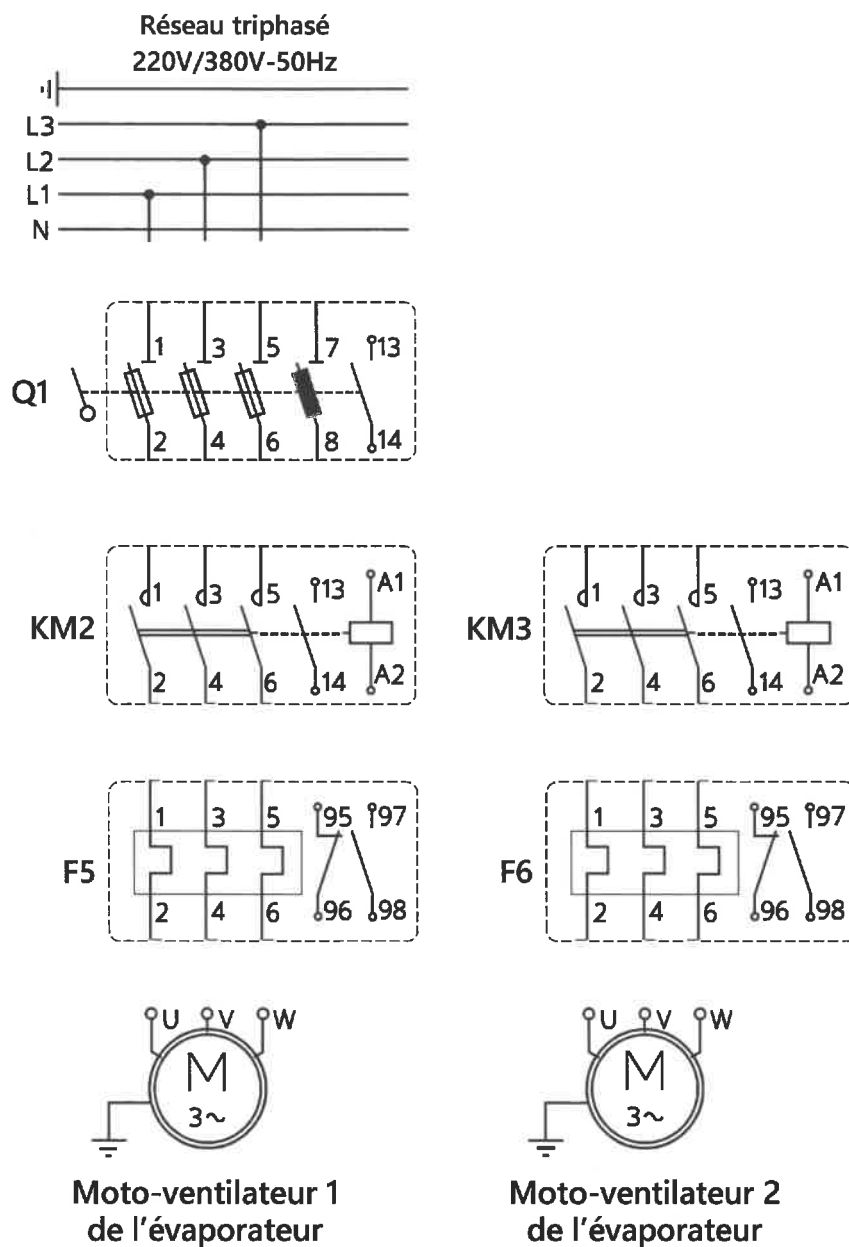 Réseau triphasé
220V/380V-50Hz
L3
L2
L1
N
Q1
1 3 5 7 13
2 4 6 8 14
KM2
1 3 5 13 A1
2 4 6 14 A2
KM3
1 3 5 13 A1
2 4 6 14 A2
F5
1 3 5 95 97
2 4 6 96 98
F6
1 3 5 95 97
2 4 6 96 98
U V W
M
3~
Moto-ventilateur 1
de l'évaporateur
U V W
M
3~
Moto-ventilateur 2
de l'évaporateur